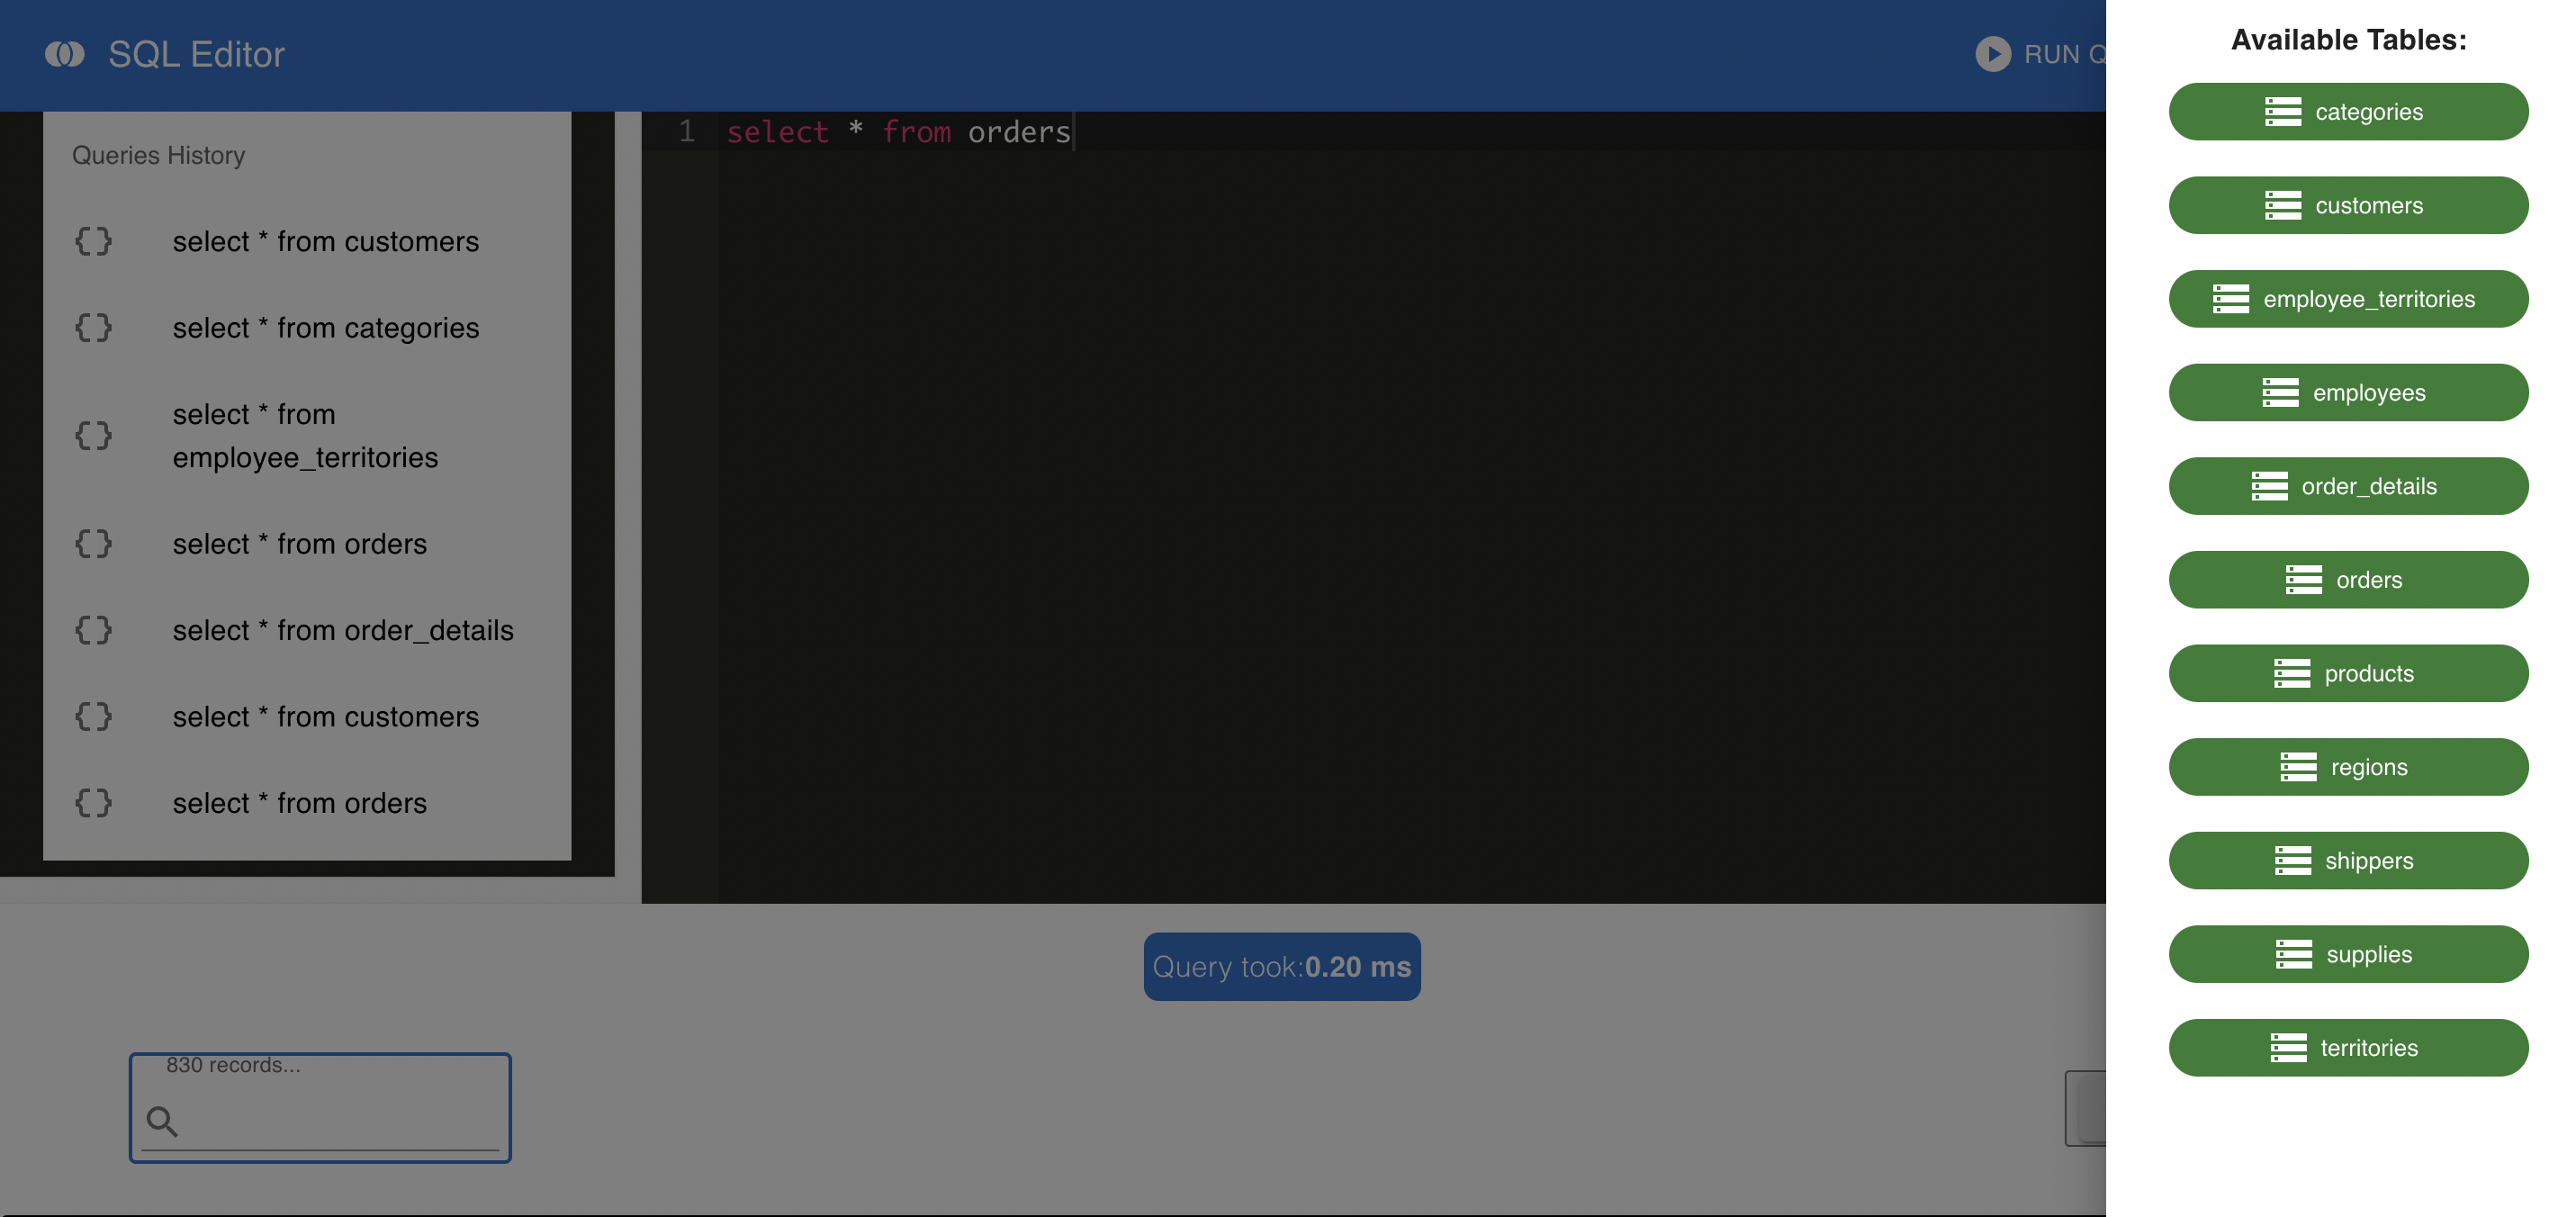 SQL Editor
RUN Q
Queries History
select * from customers
select * from categories
select * from
employee_territories
select * from orders
select * from order_details
select * from customers
select * from orders
1 select * from orders
Query took:0.20 ms
830 records...
Available Tables:
categories
customers
employee_territories
employees
order_details
orders
products
regions
shippers
supplies
territories